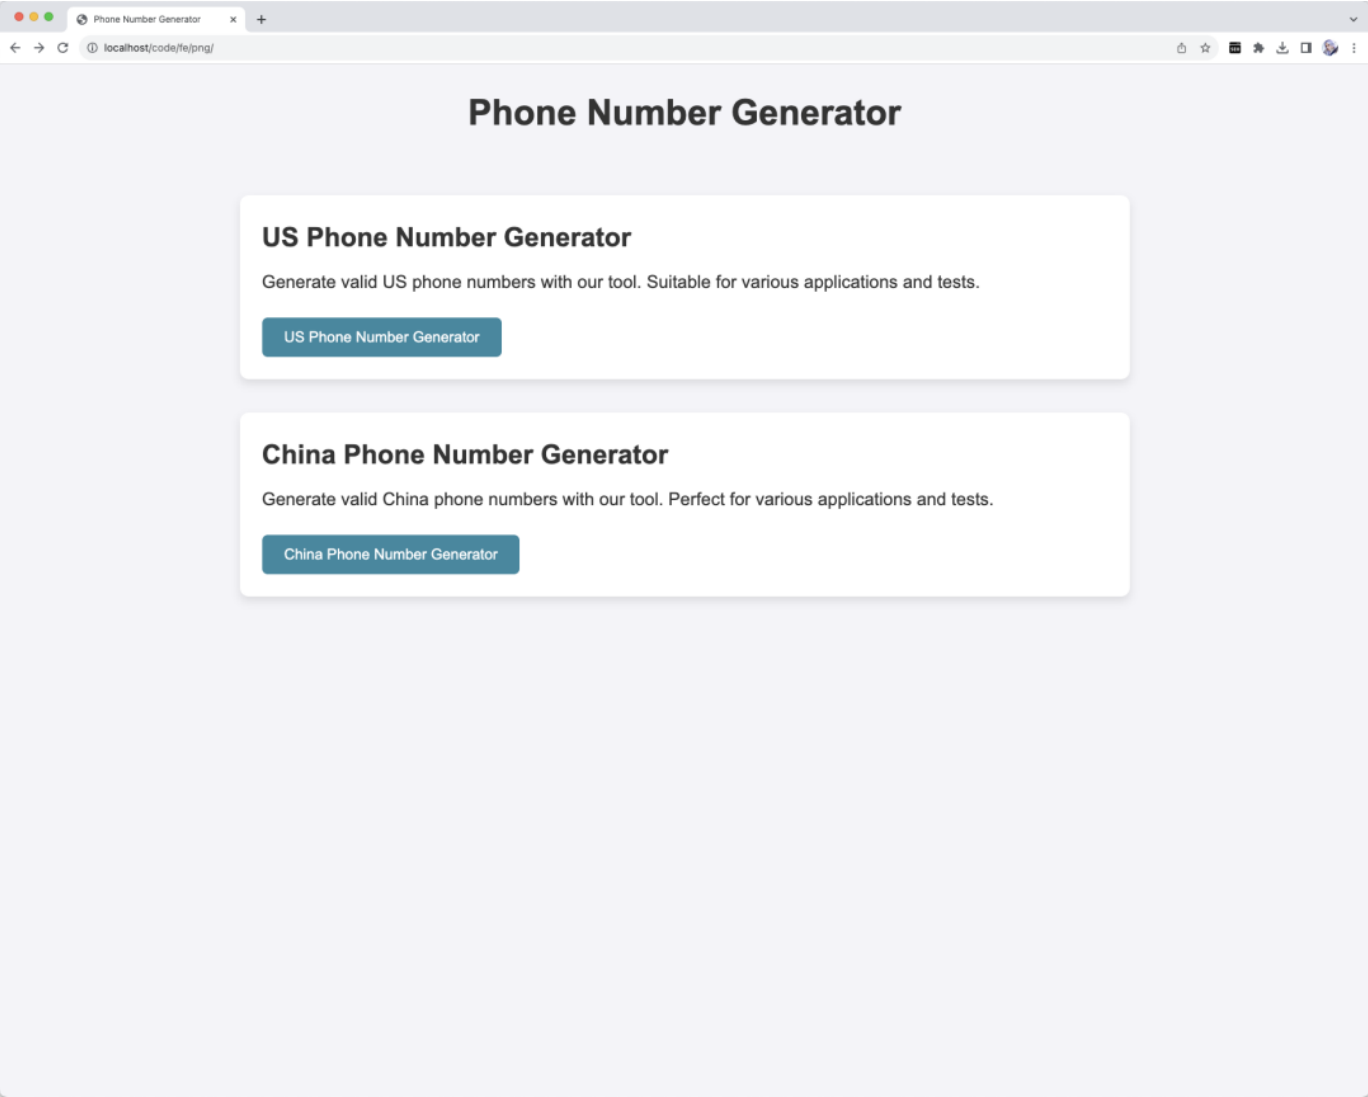 Phone Number Generator
localhost/code/fe/png/
Phone Number Generator
US Phone Number Generator
Generate valid US phone numbers with our tool. Suitable for various applications and tests.
US Phone Number Generator
China Phone Number Generator
Generate valid China phone numbers with our tool. Perfect for various applications and tests.
China Phone Number Generator